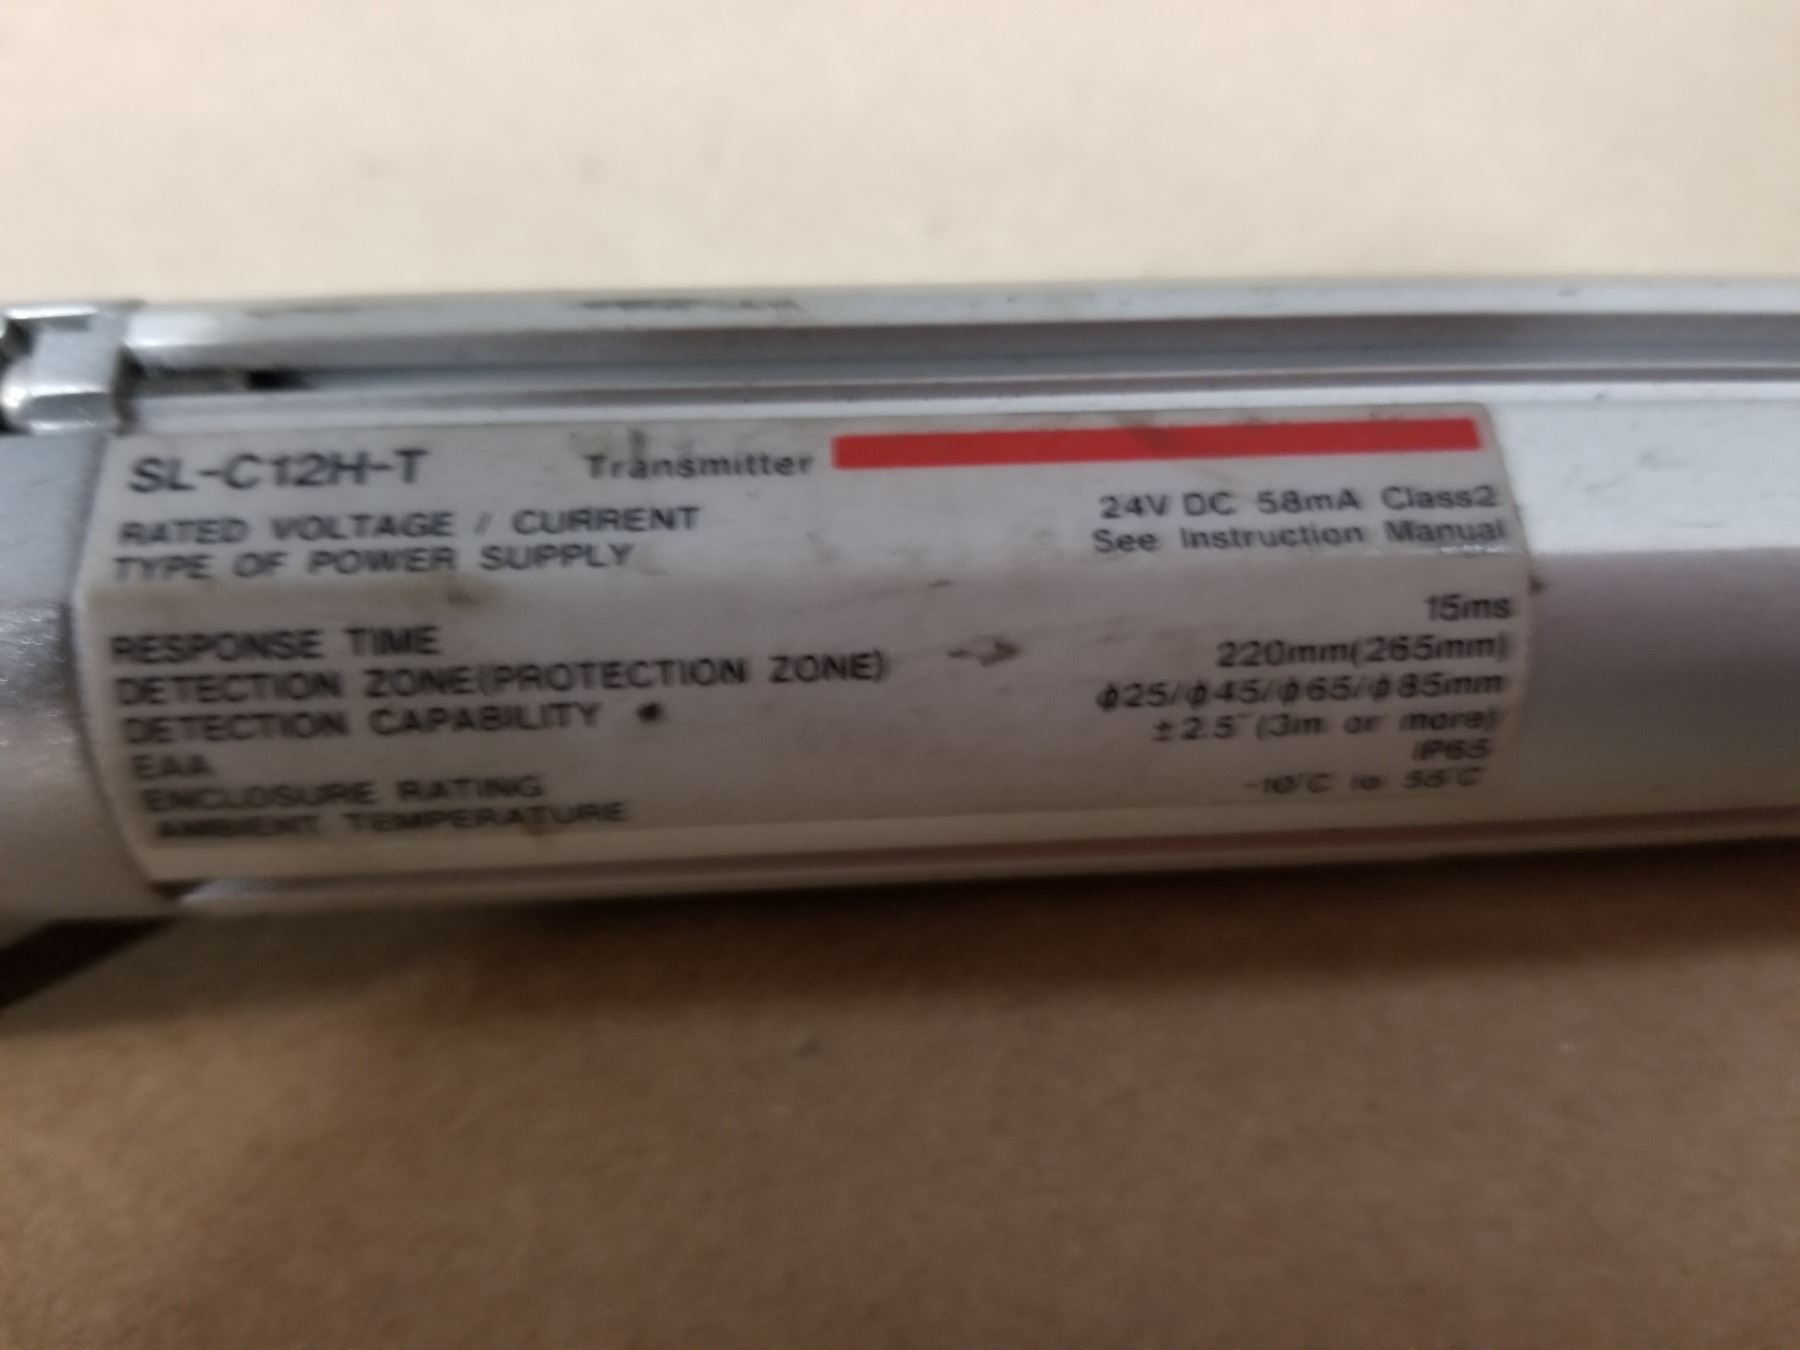 SL-C12H-T Transmitter
RATED VOLTAGE / CURRENT 24V DC 58mA Class2
TYPE OF POWER SUPPLY See Instruction Manual
RESPONSE TIME 15ms
DETECTION ZONE(PROTECTION ZONE) 220mm(265mm)
DETECTION CAPABILITY ϕ25/ϕ45/ϕ65/ϕ85mm
EAA ±2.5° (3m or more)
ENCLOSURE RATING IP65
AMBIENT TEMPERATURE -10°C to 55°C